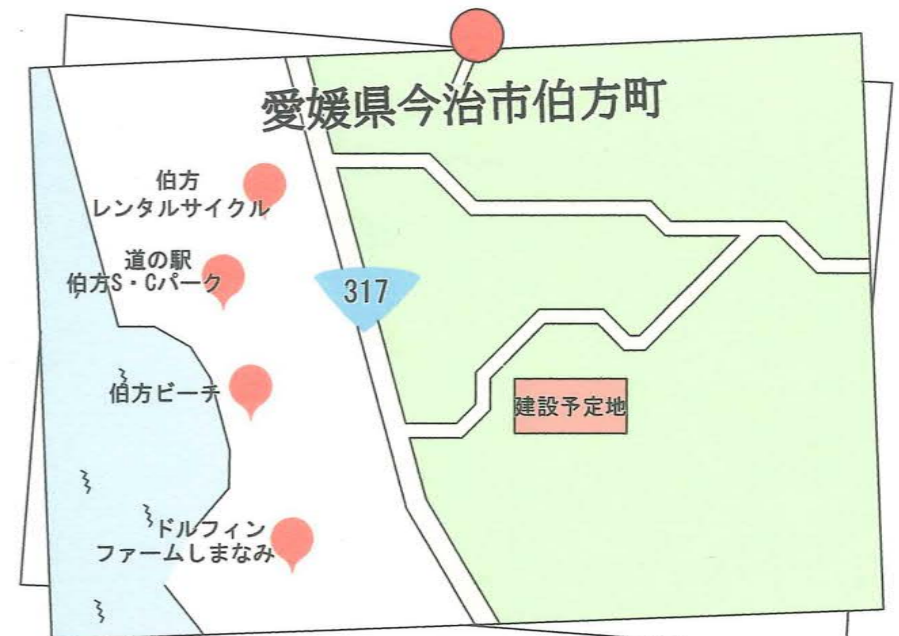 愛媛県今治市伯方町
伯方
レンタルサイクル
道の駅
伯方S・Cパーク
317
伯方ビーチ
建設予定地
ドルフィン
ファームしまなみ